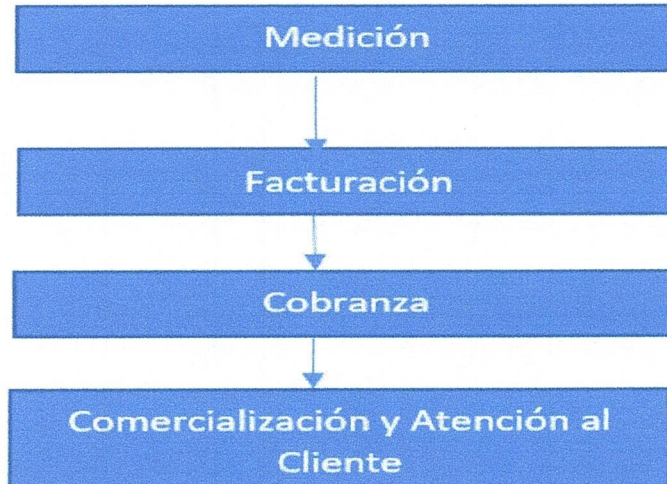 Medición
Facturación
Cobranza
Comercialización y Atención al
Cliente